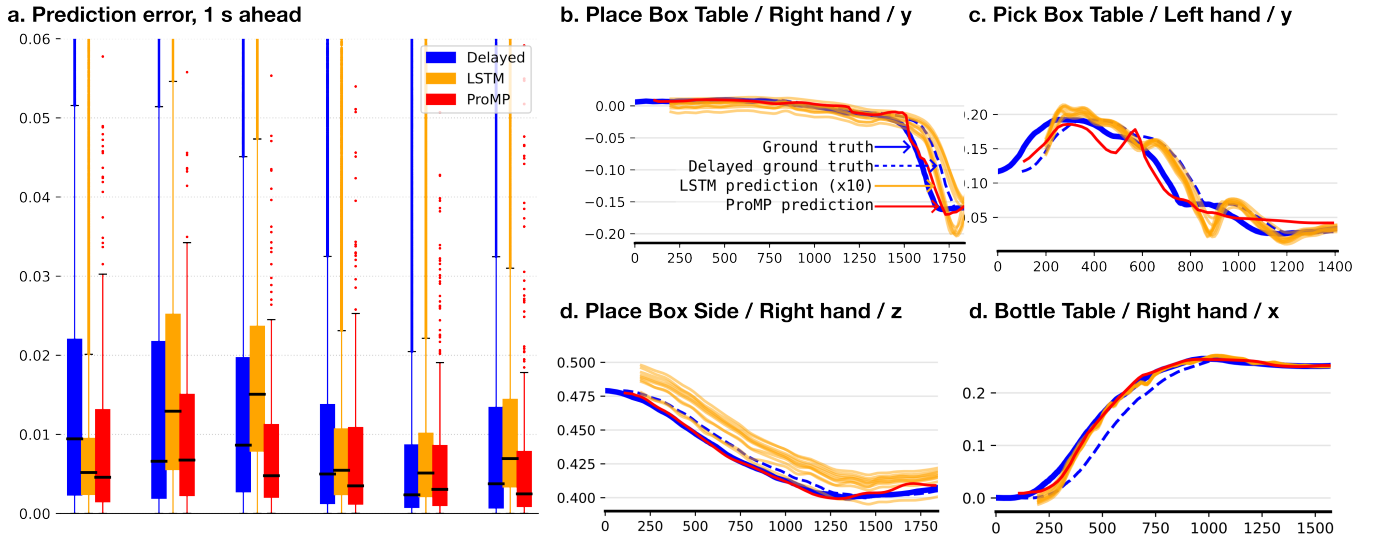 a. Prediction error, 1 s ahead
0.06
0.05
0.04
0.03
0.02
0.01
0.00
Delayed
LSTM
ProMP
b. Place Box Table / Right hand / y
0.00
−0.05
−0.10
−0.15
−0.20
Ground truth
Delayed ground truth
LSTM prediction (x10)
ProMP prediction
0 250 500 750 1000 1250 1500 1750
c. Pick Box Table / Left hand / y
.20
.15
.10
.05
0 200 400 600 800 1000 1200 1400
d. Place Box Side / Right hand / z
0.500
0.475
0.450
0.425
0.400
0 250 500 750 1000 1250 1500 1750
d. Bottle Table / Right hand / x
0.2
0.1
0.0
0 250 500 750 1000 1250 1500